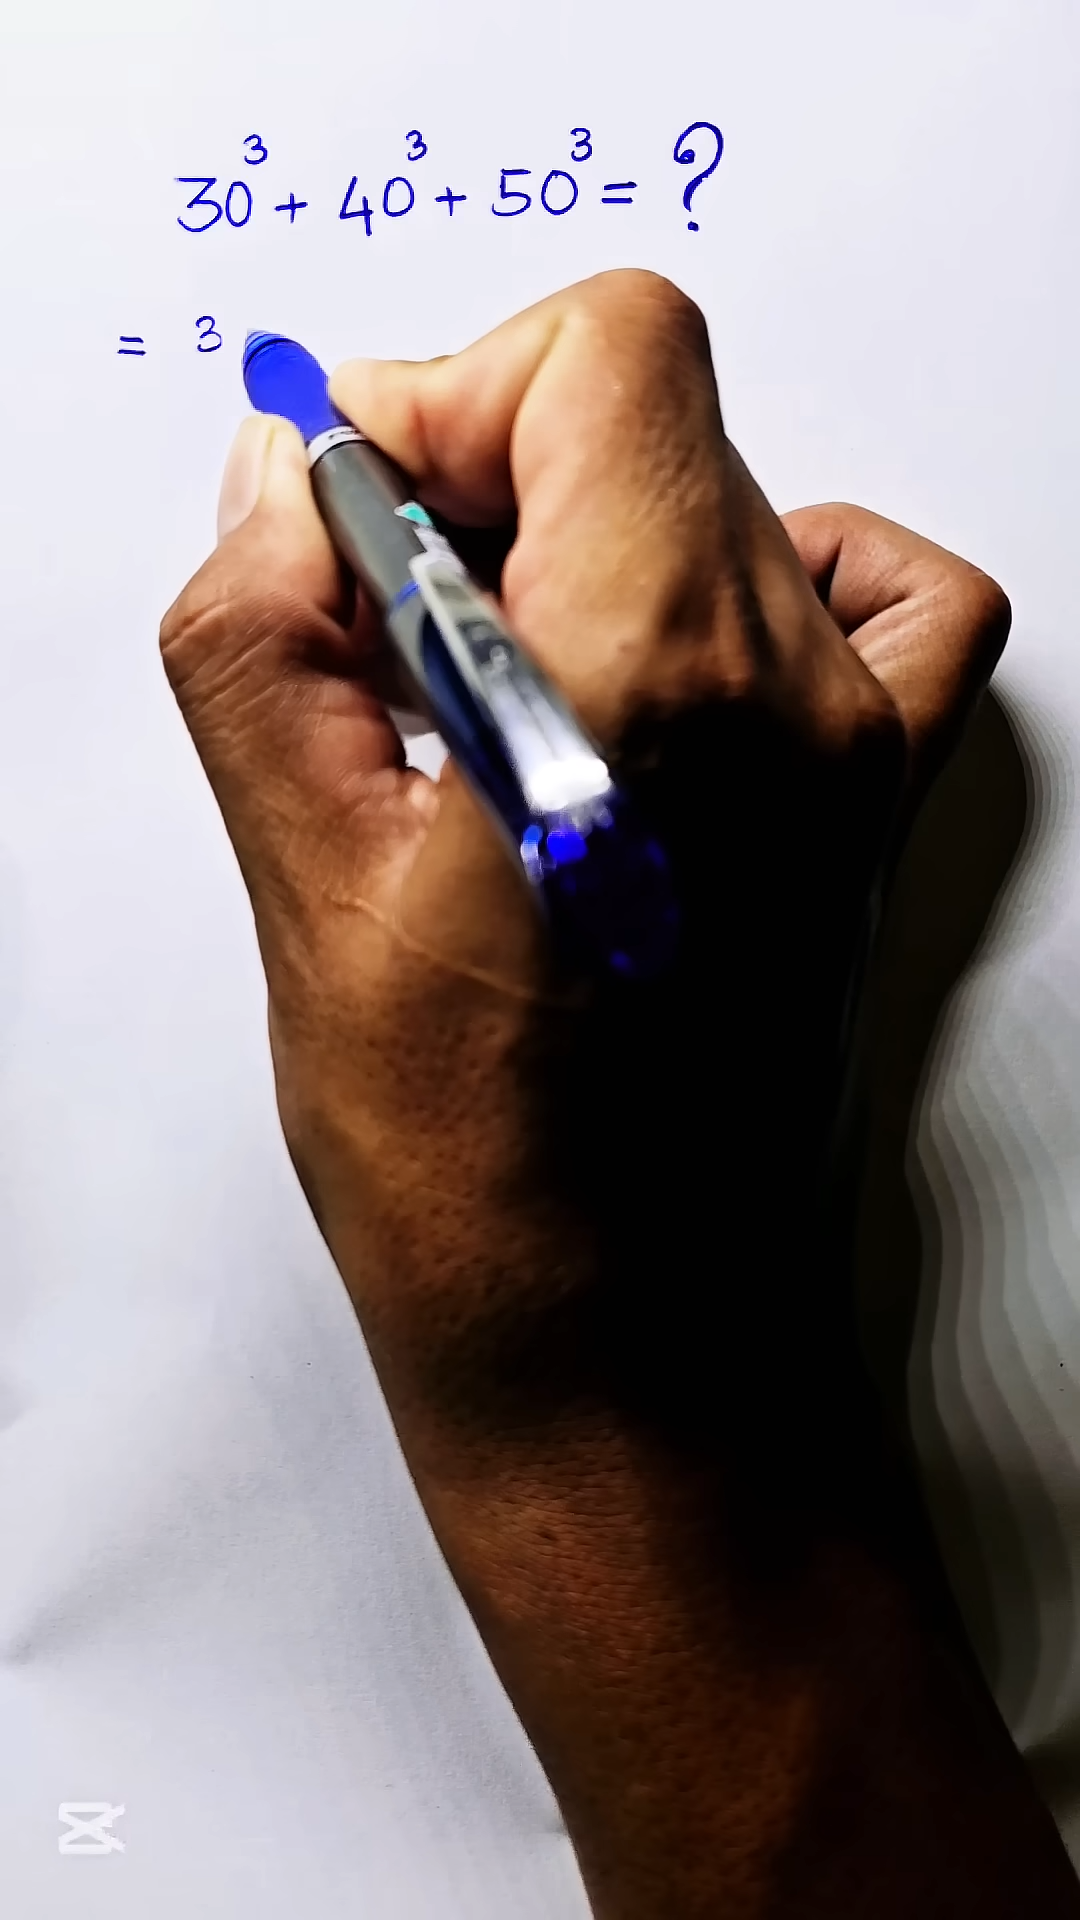 30³ + 40³ + 50³ = ?
= 3